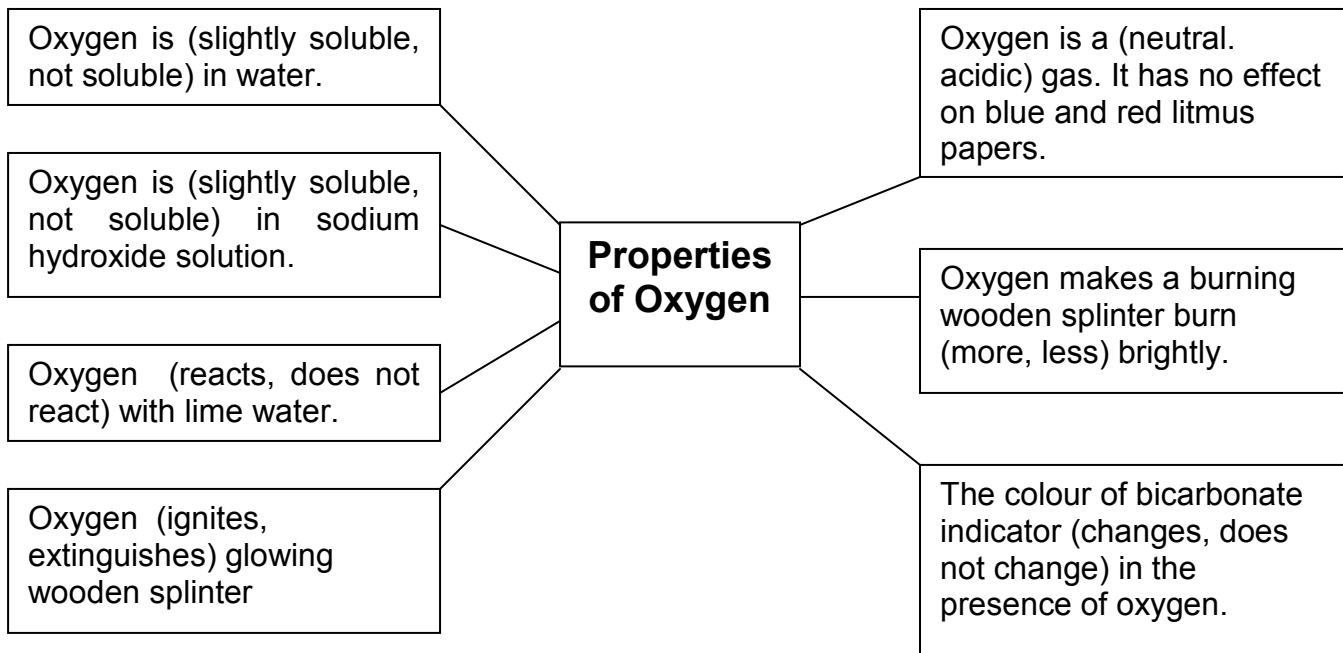 Oxygen is (slightly soluble,
not soluble) in water.
Oxygen is (slightly soluble,
not soluble) in sodium
hydroxide solution.
Oxygen (reacts, does not
react) with lime water.
Oxygen (ignites,
extinguishes) glowing
wooden splinter
Properties
of Oxygen
Oxygen is a (neutral.
acidic) gas. It has no effect
on blue and red litmus
papers.
Oxygen makes a burning
wooden splinter burn
(more, less) brightly.
The colour of bicarbonate
indicator (changes, does
not change) in the
presence of oxygen.